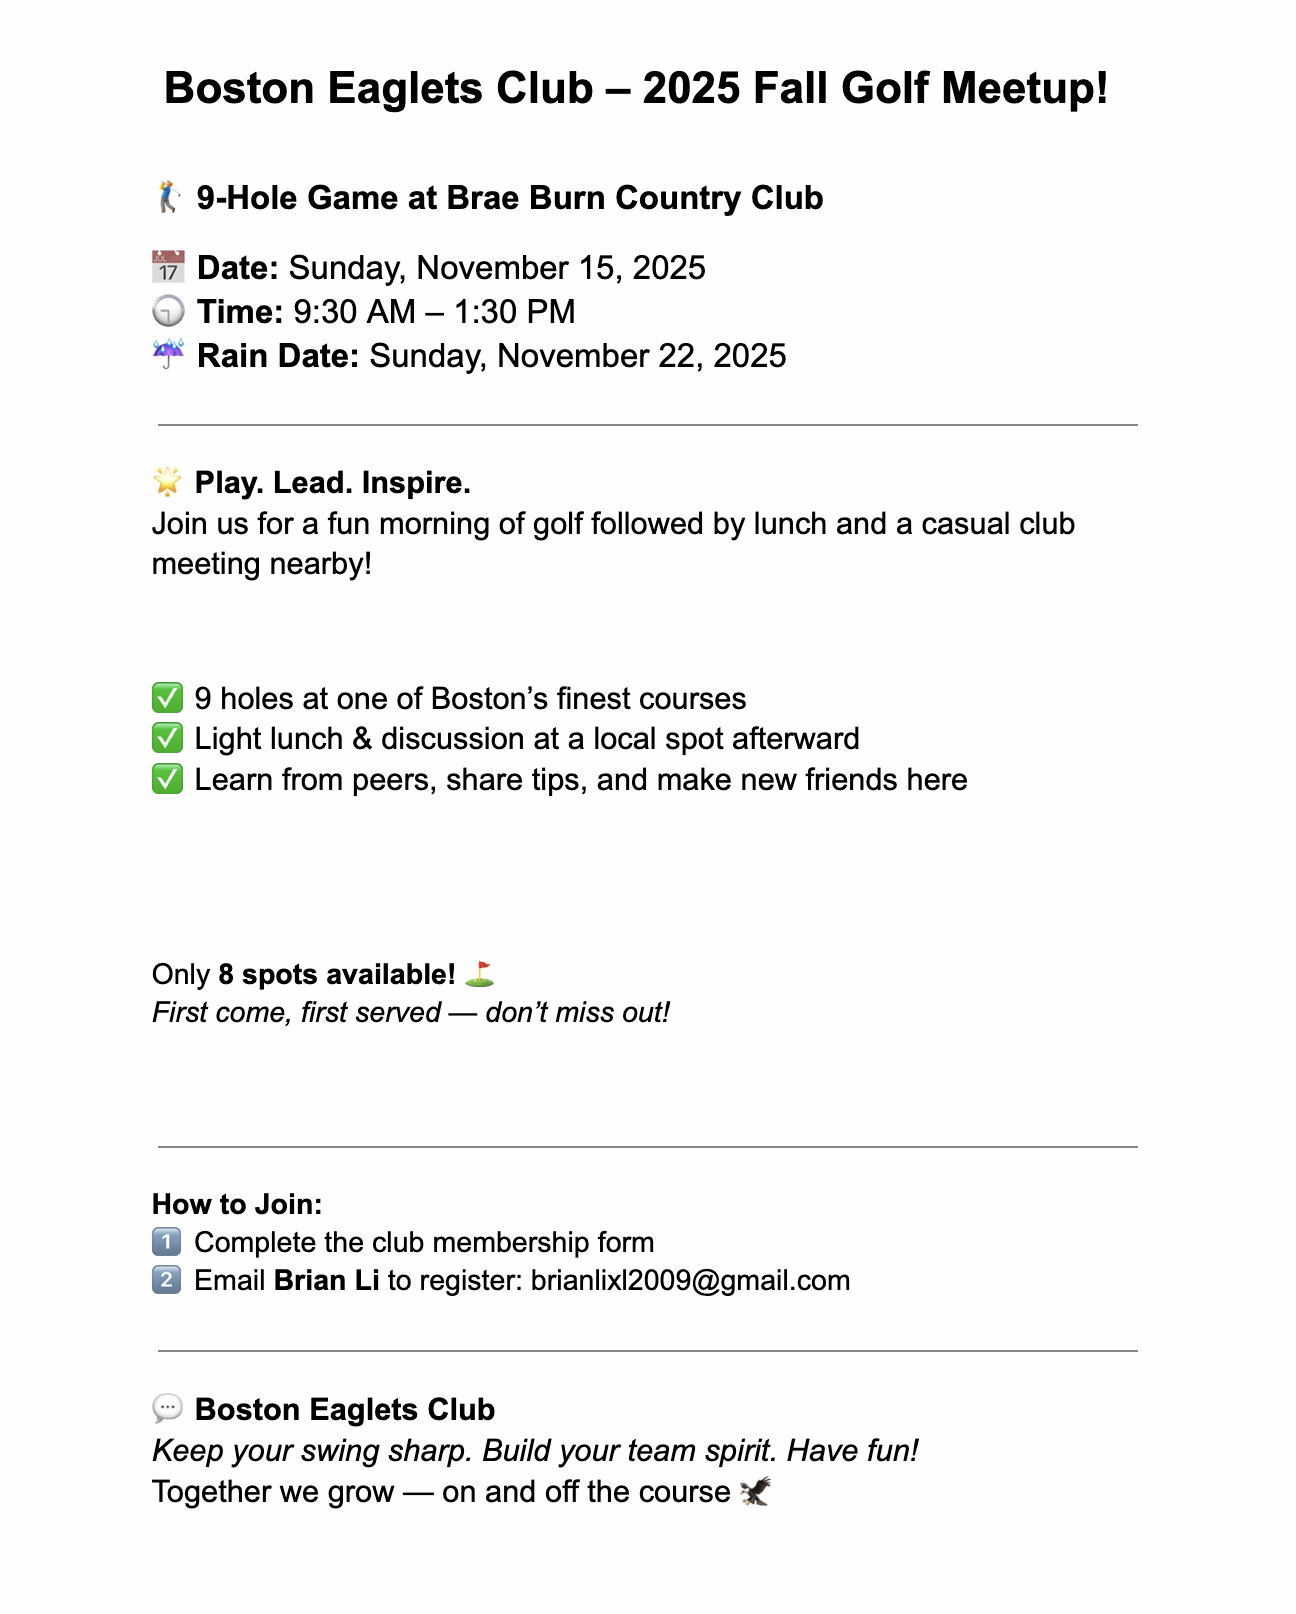 Boston Eaglets Club – 2025 Fall Golf Meetup!
🏌️ 9-Hole Game at Brae Burn Country Club
📅 Date: Sunday, November 15, 2025
🕘 Time: 9:30 AM – 1:30 PM
☔ Rain Date: Sunday, November 22, 2025
🌟 Play. Lead. Inspire.
Join us for a fun morning of golf followed by lunch and a casual club
meeting nearby!
✅ 9 holes at one of Boston’s finest courses
✅ Light lunch & discussion at a local spot afterward
✅ Learn from peers, share tips, and make new friends here
Only 8 spots available! ⛳
First come, first served — don’t miss out!
How to Join:
1️⃣ Complete the club membership form
2️⃣ Email Brian Li to register: brianlixl2009@gmail.com
💬 Boston Eaglets Club
Keep your swing sharp. Build your team spirit. Have fun!
Together we grow — on and off the course 🦅